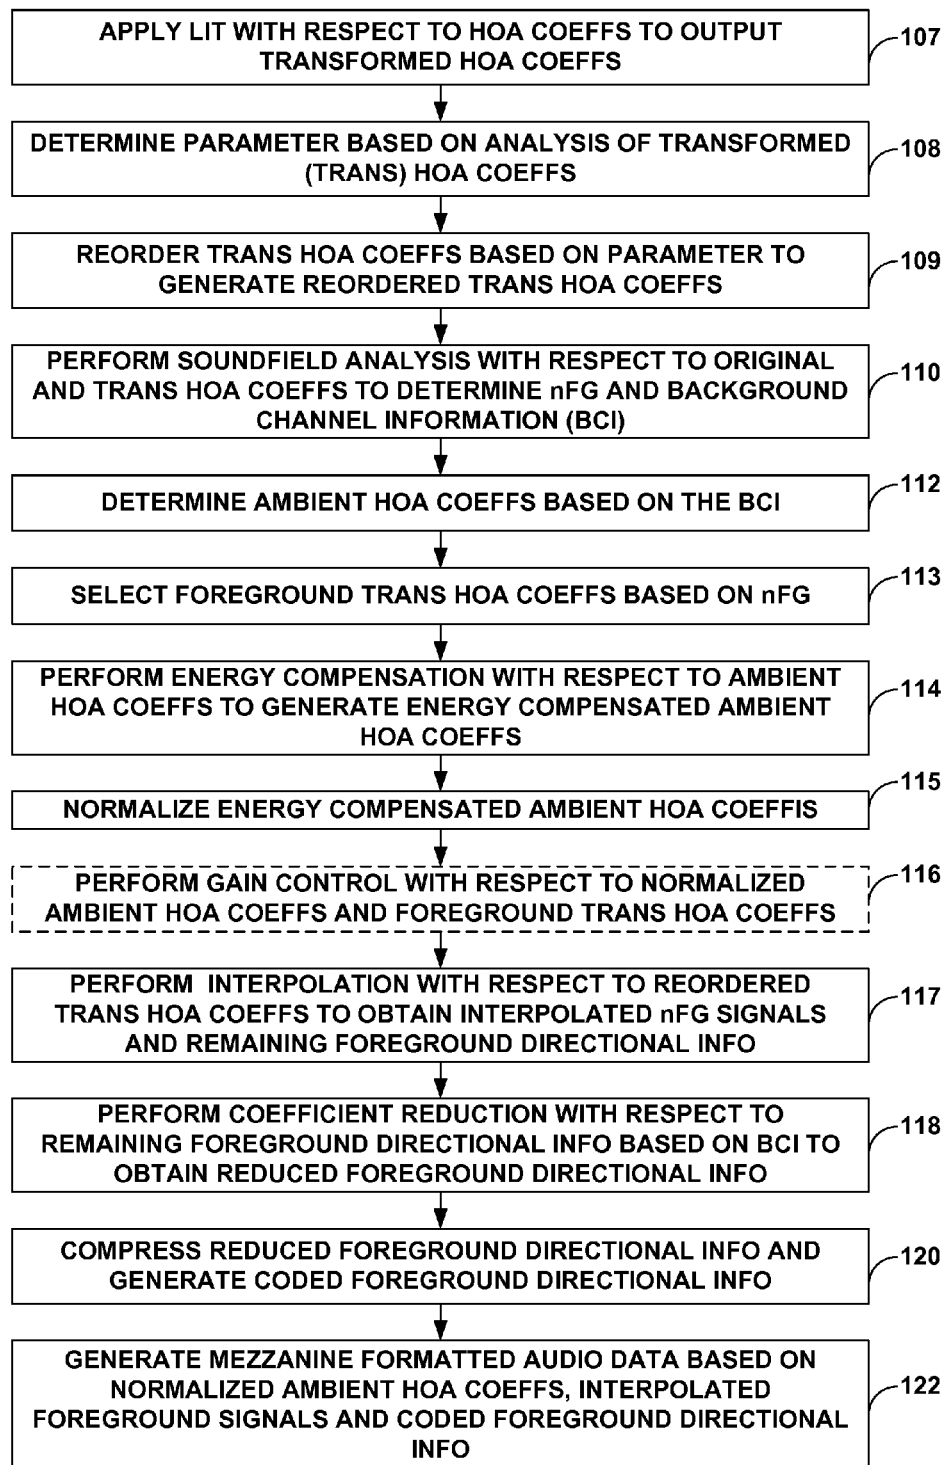 APPLY LIT WITH RESPECT TO HOA COEFFS TO OUTPUT
TRANSFORMED HOA COEFFS
107
DETERMINE PARAMETER BASED ON ANALYSIS OF TRANSFORMED
(TRANS) HOA COEFFS
108
REORDER TRANS HOA COEFFS BASED ON PARAMETER TO
GENERATE REORDERED TRANS HOA COEFFS
109
PERFORM SOUNDFIELD ANALYSIS WITH RESPECT TO ORIGINAL
AND TRANS HOA COEFFS TO DETERMINE nFG AND BACKGROUND
CHANNEL INFORMATION (BCI)
110
DETERMINE AMBIENT HOA COEFFS BASED ON THE BCI
112
SELECT FOREGROUND TRANS HOA COEFFS BASED ON nFG
113
PERFORM ENERGY COMPENSATION WITH RESPECT TO AMBIENT
HOA COEFFS TO GENERATE ENERGY COMPENSATED AMBIENT
HOA COEFFS
114
NORMALIZE ENERGY COMPENSATED AMBIENT HOA COEFFIS
115
PERFORM GAIN CONTROL WITH RESPECT TO NORMALIZED
AMBIENT HOA COEFFS AND FOREGROUND TRANS HOA COEFFS
116
PERFORM INTERPOLATION WITH RESPECT TO REORDERED
TRANS HOA COEFFS TO OBTAIN INTERPOLATED nFG SIGNALS
AND REMAINING FOREGROUND DIRECTIONAL INFO
117
PERFORM COEFFICIENT REDUCTION WITH RESPECT TO
REMAINING FOREGROUND DIRECTIONAL INFO BASED ON BCI TO
OBTAIN REDUCED FOREGROUND DIRECTIONAL INFO
118
COMPRESS REDUCED FOREGROUND DIRECTIONAL INFO AND
GENERATE CODED FOREGROUND DIRECTIONAL INFO
120
GENERATE MEZZANINE FORMATTED AUDIO DATA BASED ON
NORMALIZED AMBIENT HOA COEFFS, INTERPOLATED
FOREGROUND SIGNALS AND CODED FOREGROUND DIRECTIONAL
INFO
122